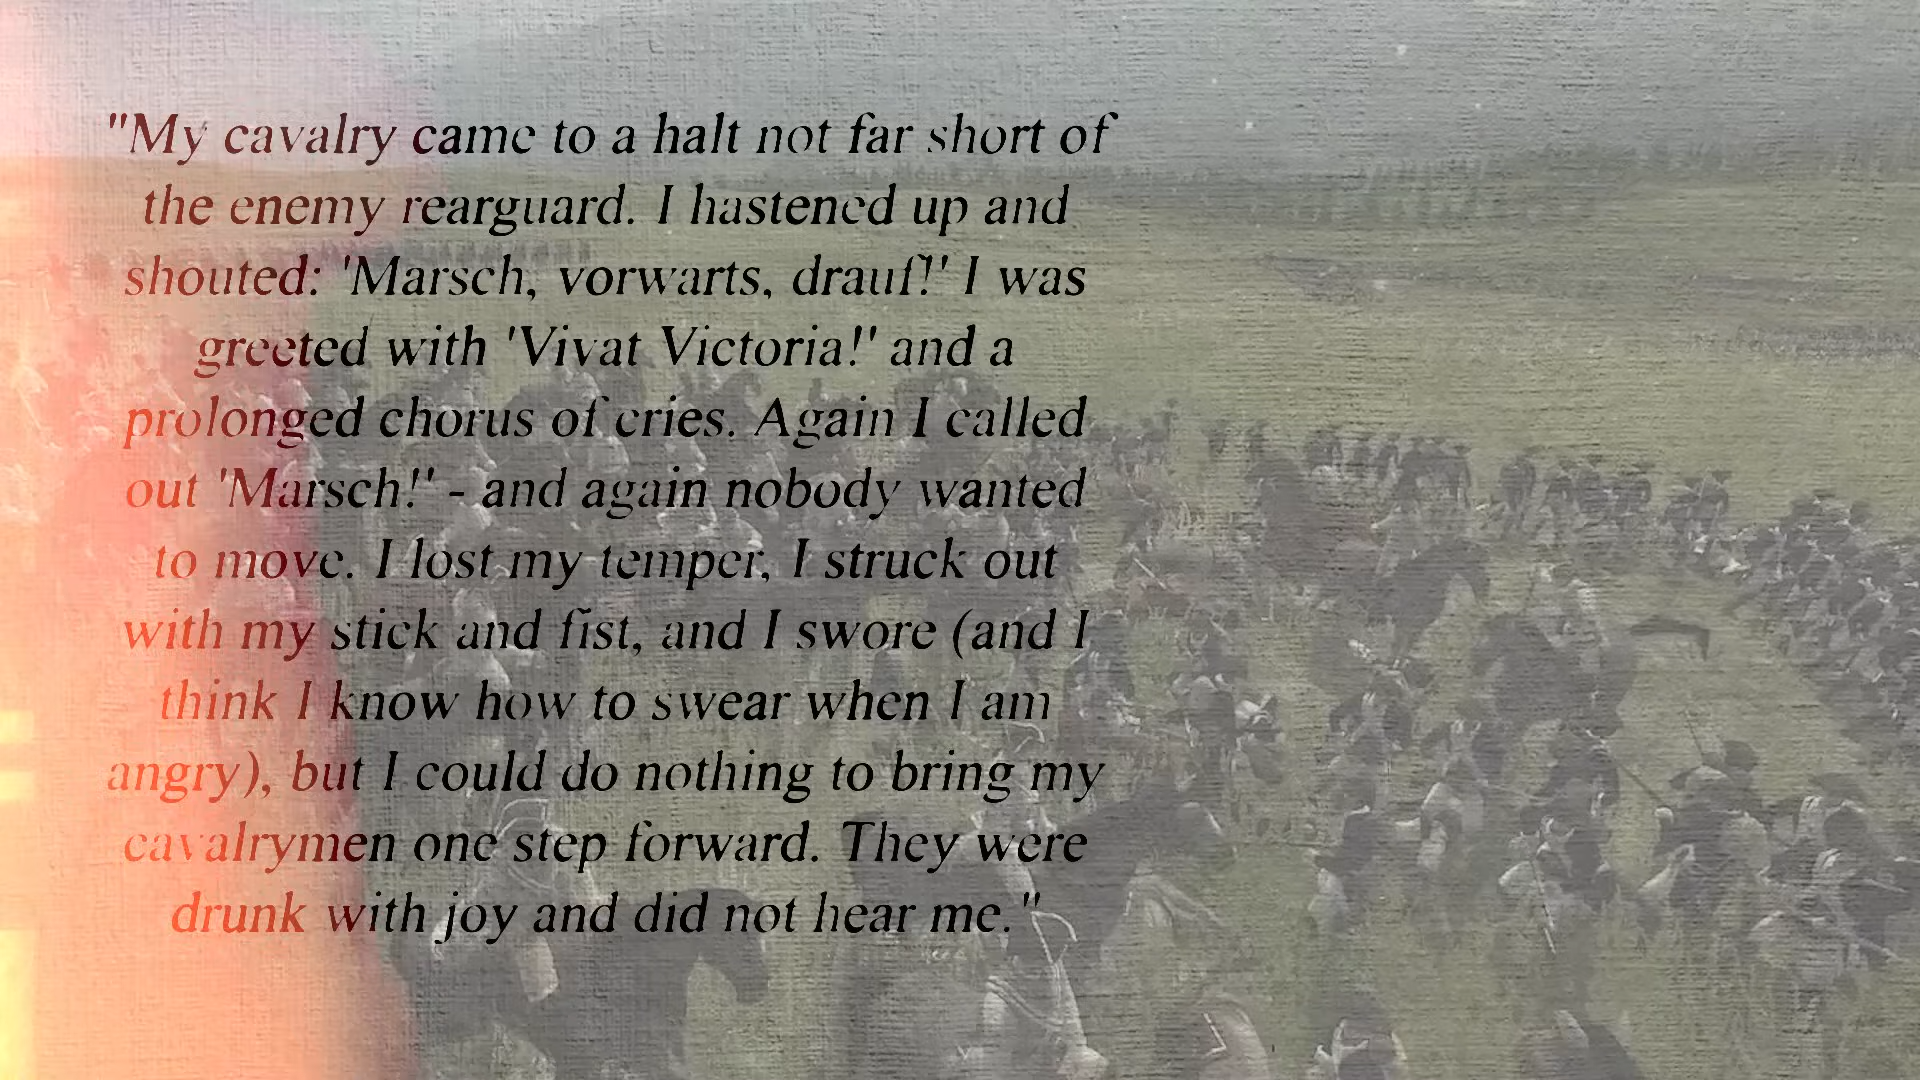 "My cavalry came to a halt not far short of
the enemy rearguard. I hastened up and
shouted: 'Marsch, vorwarts, drauf!' I was
greeted with 'Vivat Victoria!' and a
prolonged chorus of cries. Again I called
out 'Marsch!' - and again nobody wanted
to move. I lost my temper, I struck out
with my stick and fist, and I swore (and I
think I know how to swear when I am
angry), but I could do nothing to bring my
cavalrymen one step forward. They were
drunk with joy and did not hear me."